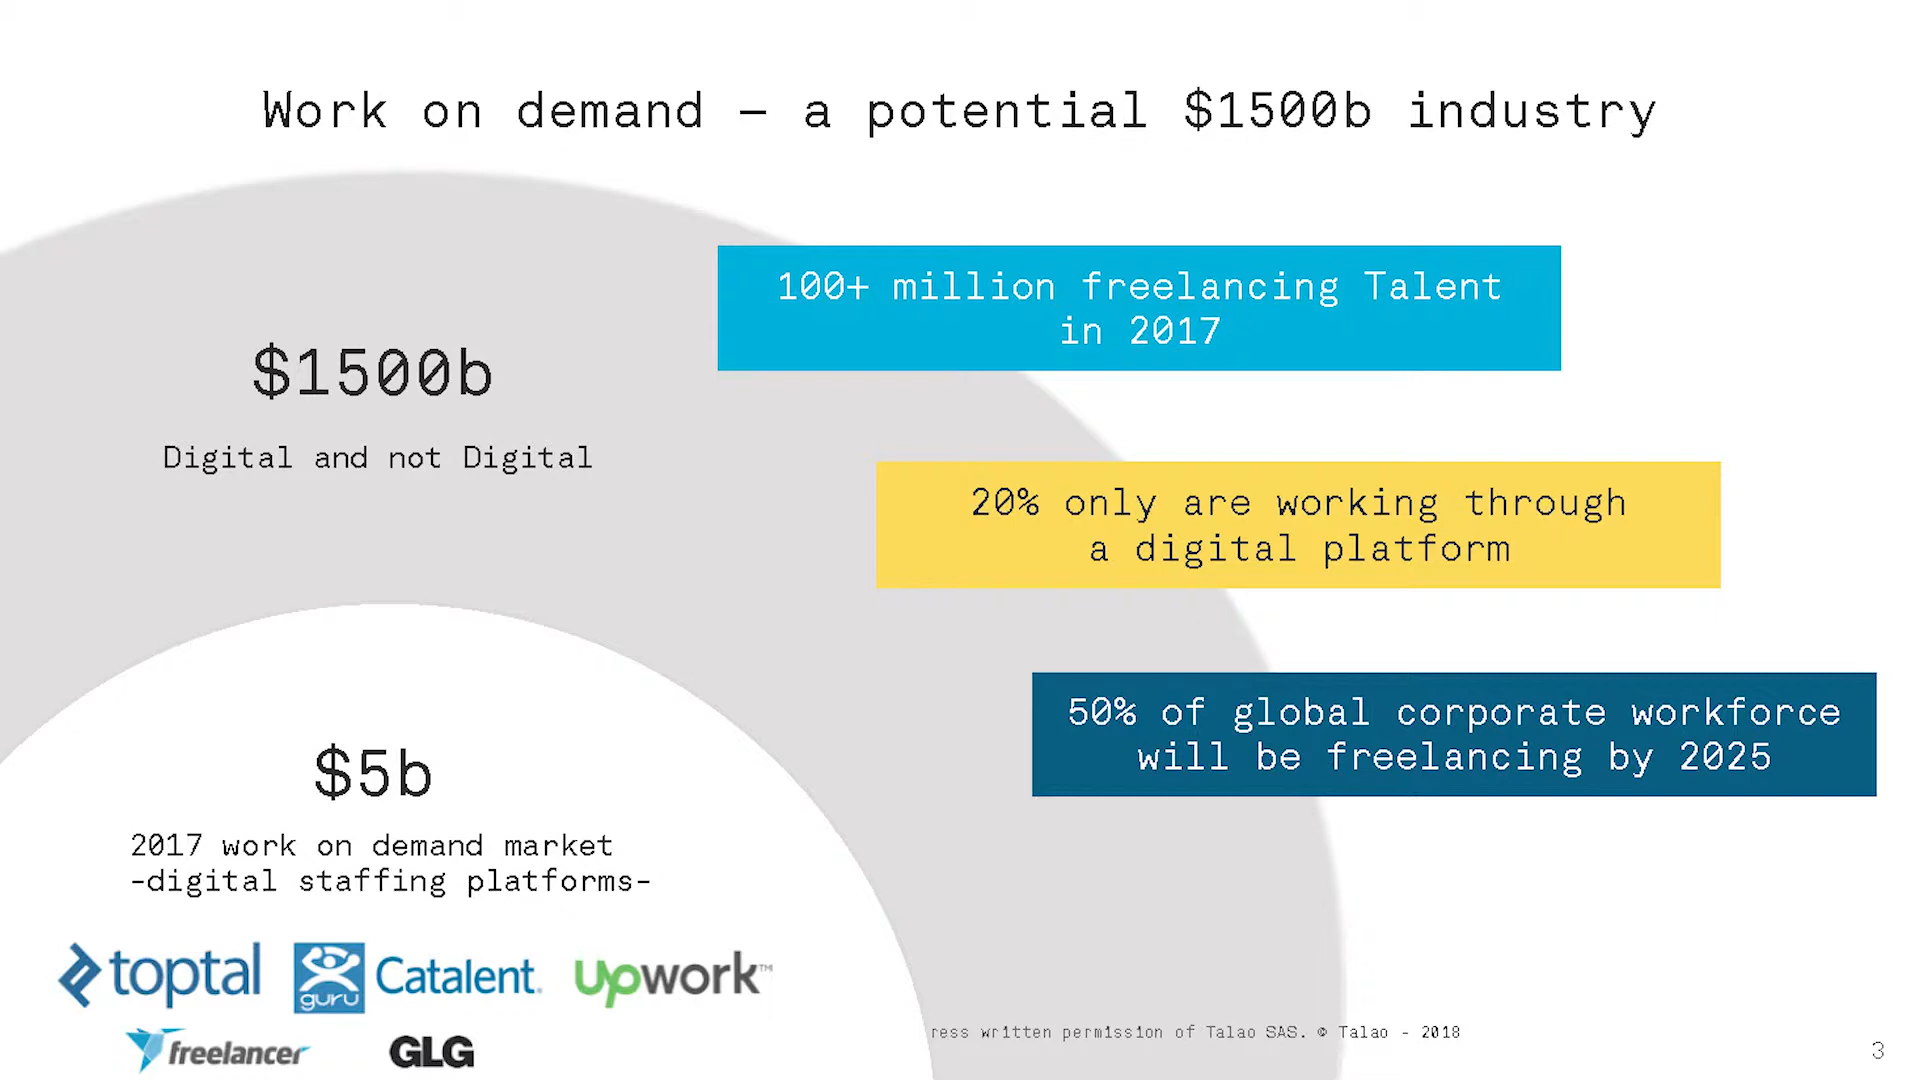 Work on demand – a potential $1500b industry
100+ million freelancing Talent
in 2017
$1500b
Digital and not Digital
20% only are working through
a digital platform
50% of global corporate workforce
will be freelancing by 2025
$5b
2017 work on demand market
-digital staffing platforms-
toptal guru Catalent. upwork™
freelancer GLG
written permission of Talao SAS. © Talao - 2018
3